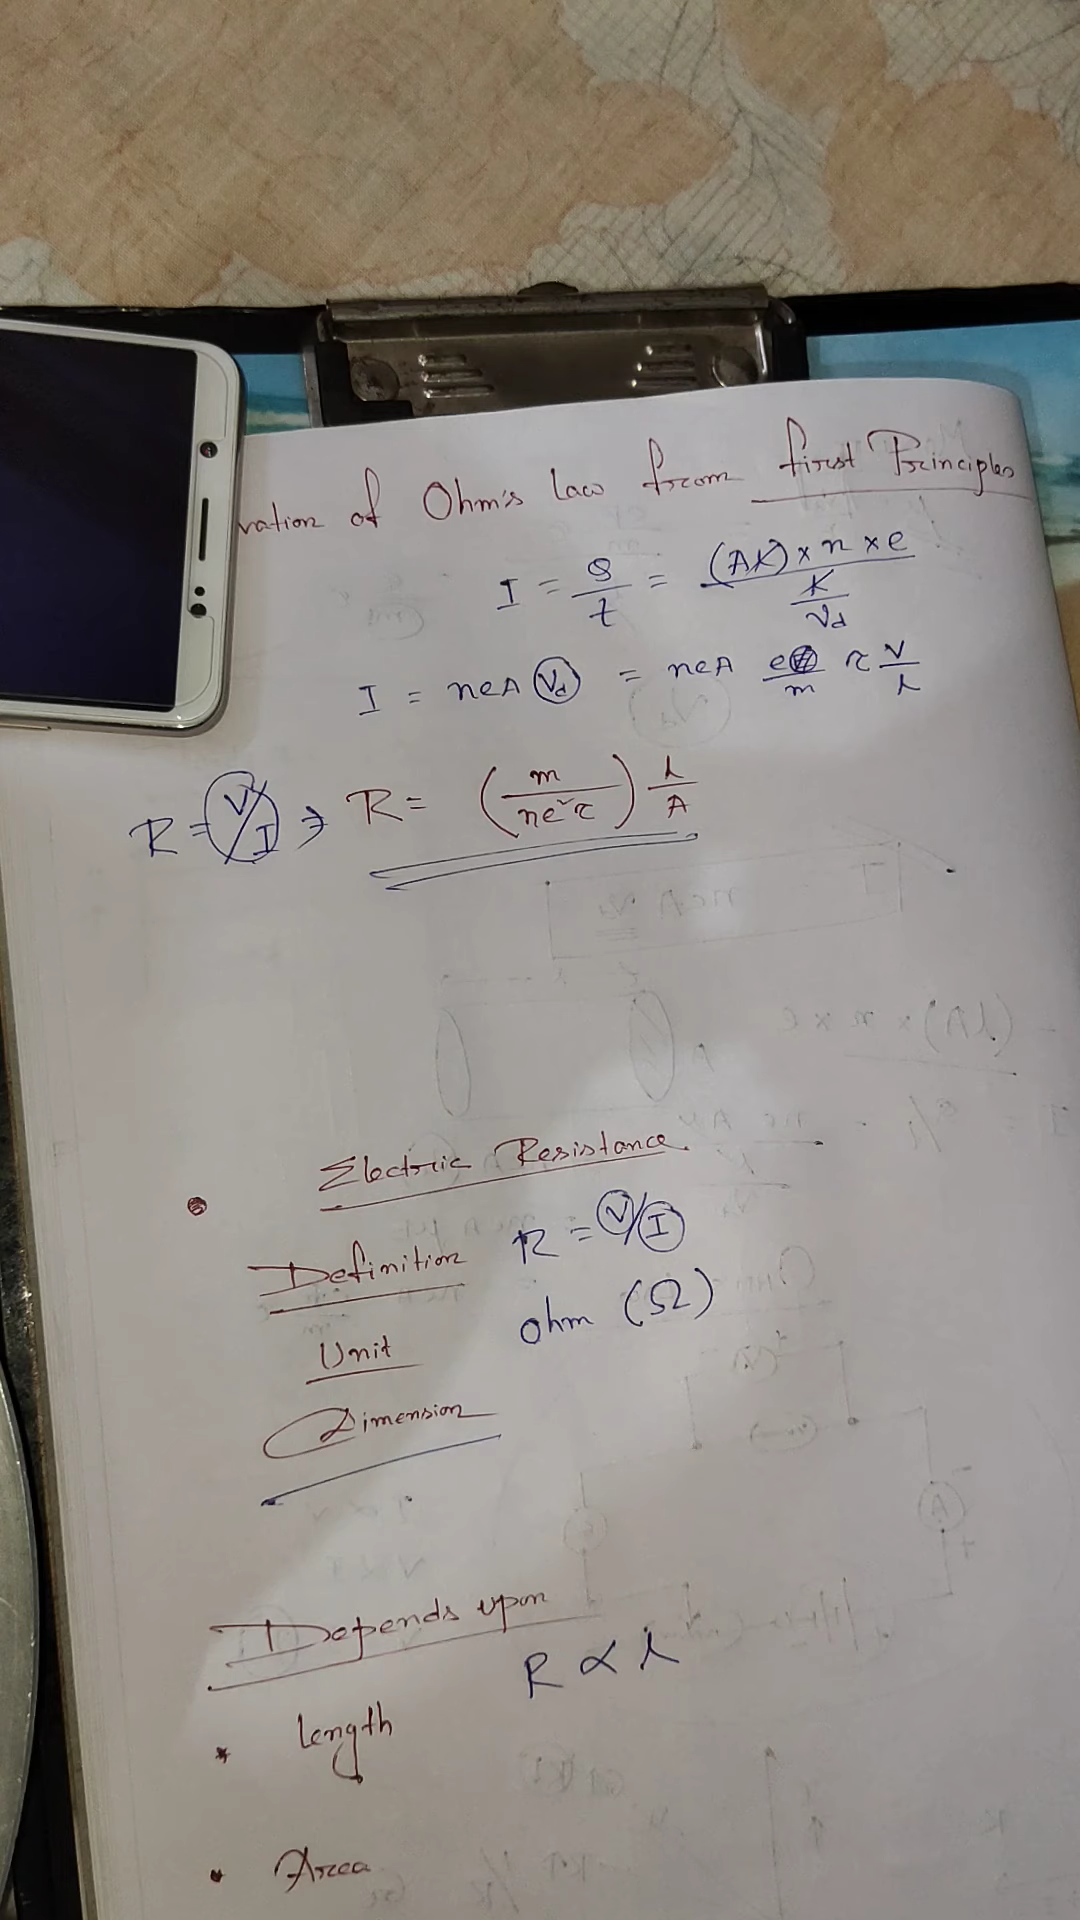 vation of Ohm's law from first Principles
I = Q/t = (Al) × n × e / (l/Vd)
I = neA Vd = neA e/m τ V/l
R = V/I ⇒ R = (m/ne²τ) l/A
• Electric Resistance
Definition R = V/I
Unit ohm (Ω)
Dimension
Depends upon
• Length R ∝ l
• Area